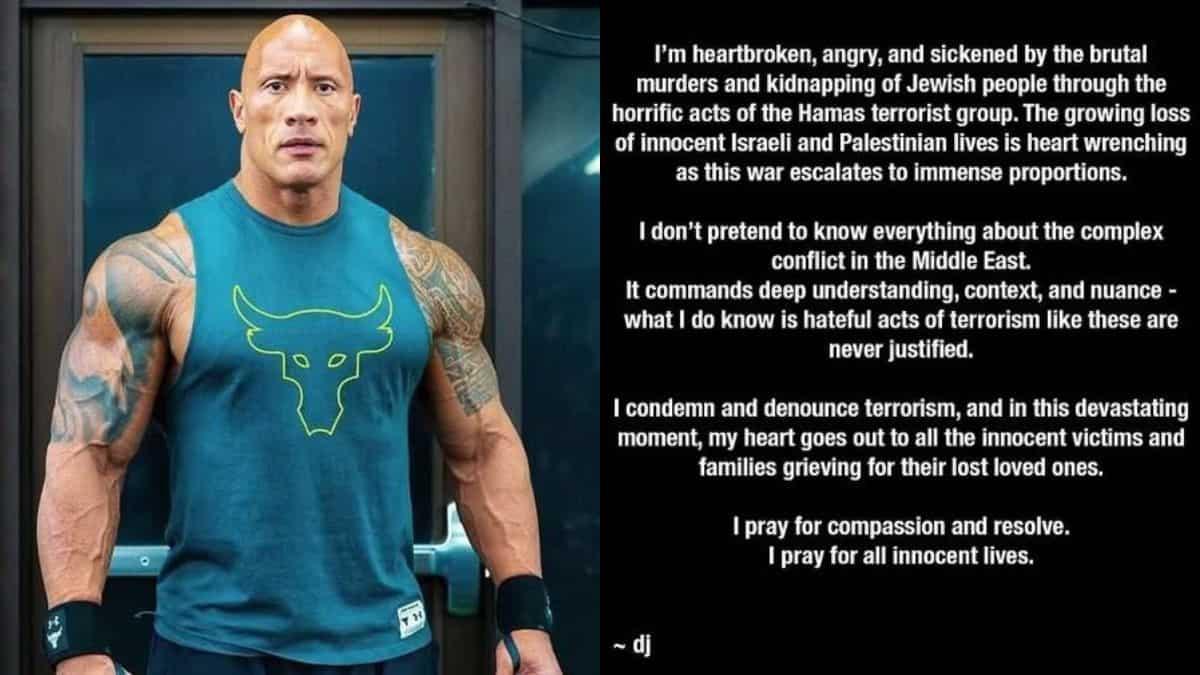 I'm heartbroken, angry, and sickened by the brutal
murders and kidnapping of Jewish people through the
horrific acts of the Hamas terrorist group. The growing loss
of innocent Israeli and Palestinian lives is heart wrenching
as this war escalates to immense proportions.
I don't pretend to know everything about the complex
conflict in the Middle East.
It commands deep understanding, context, and nuance -
what I do know is hateful acts of terrorism like these are
never justified.
I condemn and denounce terrorism, and in this devastating
moment, my heart goes out to all the innocent victims and
families grieving for their lost loved ones.
I pray for compassion and resolve.
I pray for all innocent lives.
~ dj